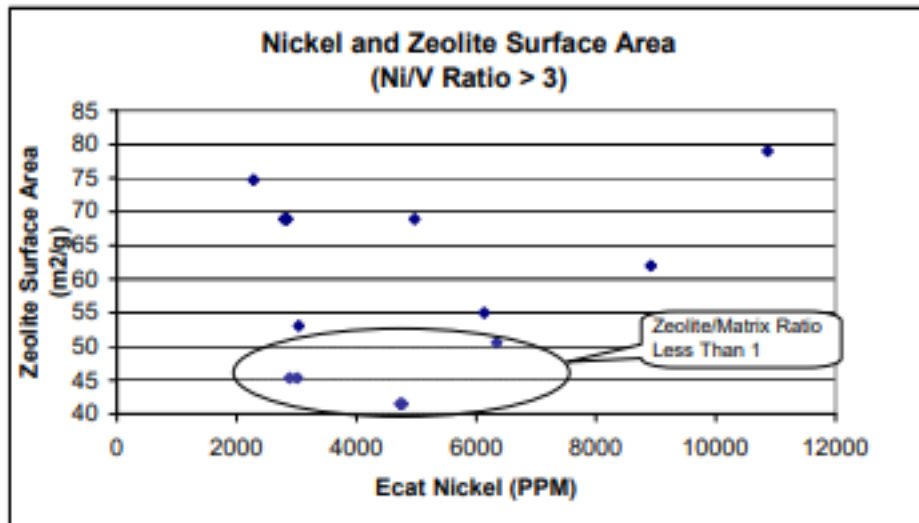 Nickel and Zeolite Surface Area
(Ni/V Ratio > 3)
Zeolite Surface Area
(m2/g)
85
80
75
70
65
60
55
50
45
40
Zeolite/Matrix Ratio
Less Than 1
0 2000 4000 6000 8000 10000 12000
Ecat Nickel (PPM)